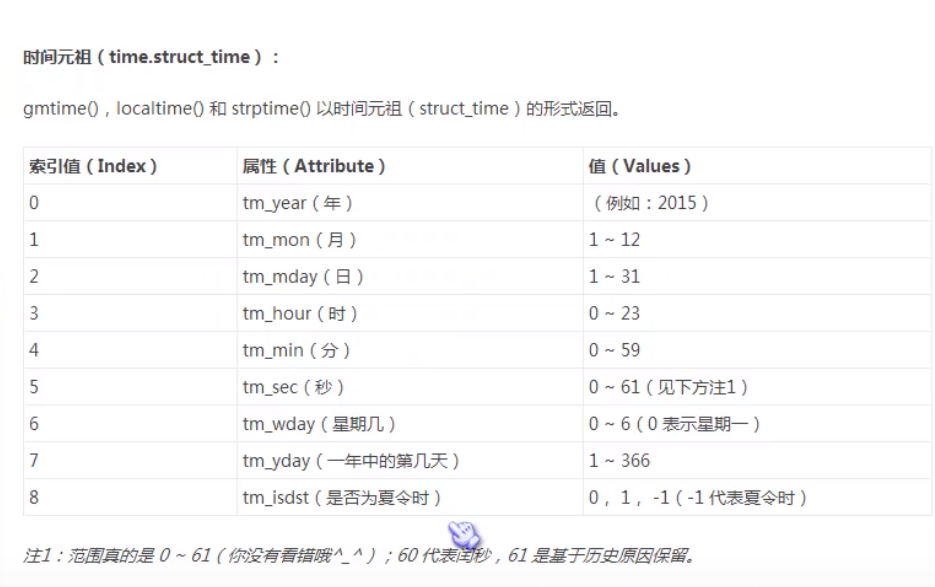 时间元祖（time.struct_time）：
gmtime()，localtime() 和 strptime() 以时间元祖（struct_time）的形式返回。
索引值（Index） 属性（Attribute） 值（Values）
0 tm_year（年） （例如：2015）
1 tm_mon（月） 1 ~ 12
2 tm_mday（日） 1 ~ 31
3 tm_hour（时） 0 ~ 23
4 tm_min（分） 0 ~ 59
5 tm_sec（秒） 0 ~ 61（见下方注1）
6 tm_wday（星期几） 0 ~ 6（0 表示星期一）
7 tm_yday（一年中的第几天） 1 ~ 366
8 tm_isdst（是否为夏令时） 0，1，-1（-1 代表夏令时）
注1：范围真的是 0 ~ 61（你没有看错哦^_^）；60 代表闰秒，61 是基于历史原因保留。